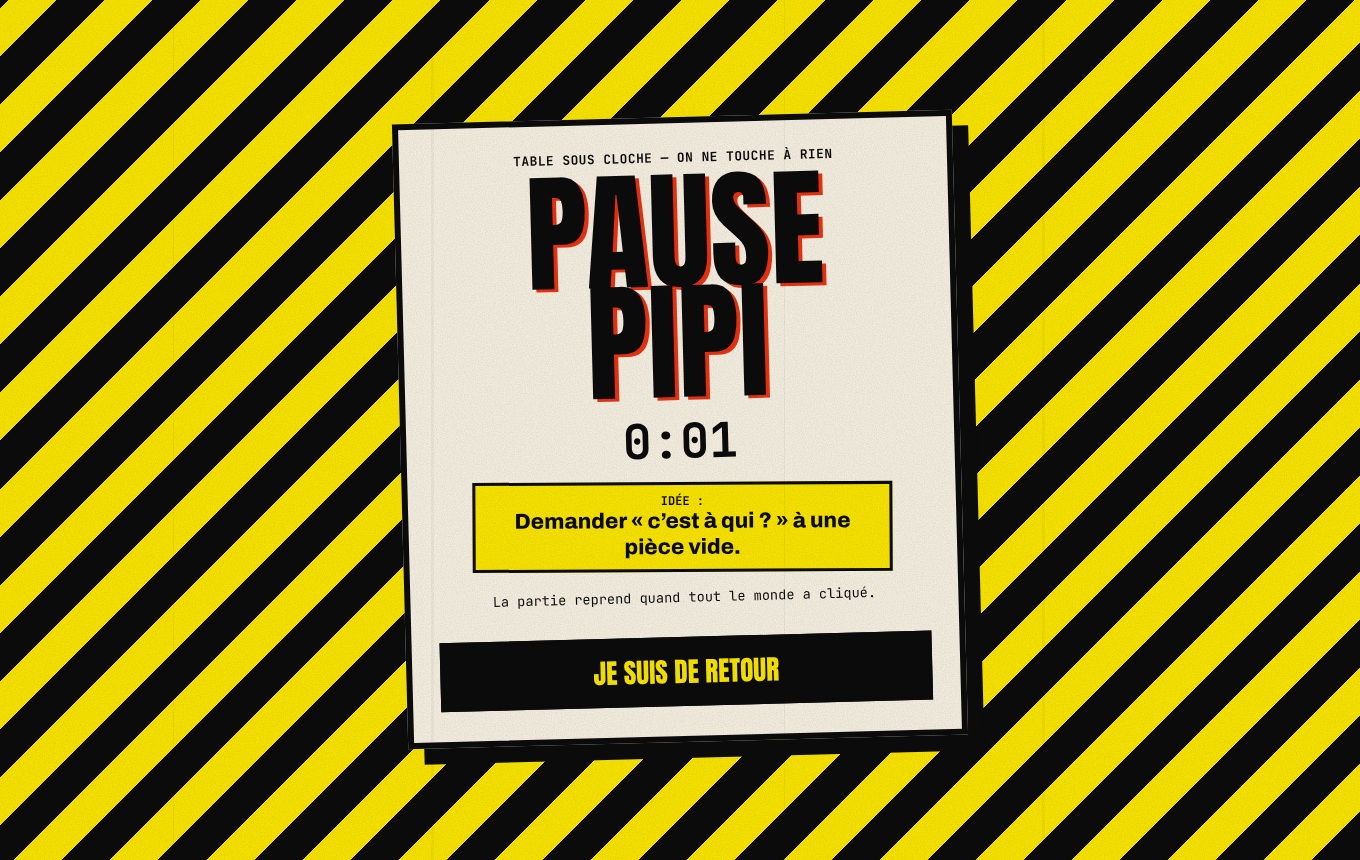 TABLE SOUS CLOCHE — ON NE TOUCHE À RIEN
PAUSE
PIPI
0:01
IDÉE :
Demander « c’est à qui ? » à une
pièce vide.
La partie reprend quand tout le monde a cliqué.
JE SUIS DE RETOUR